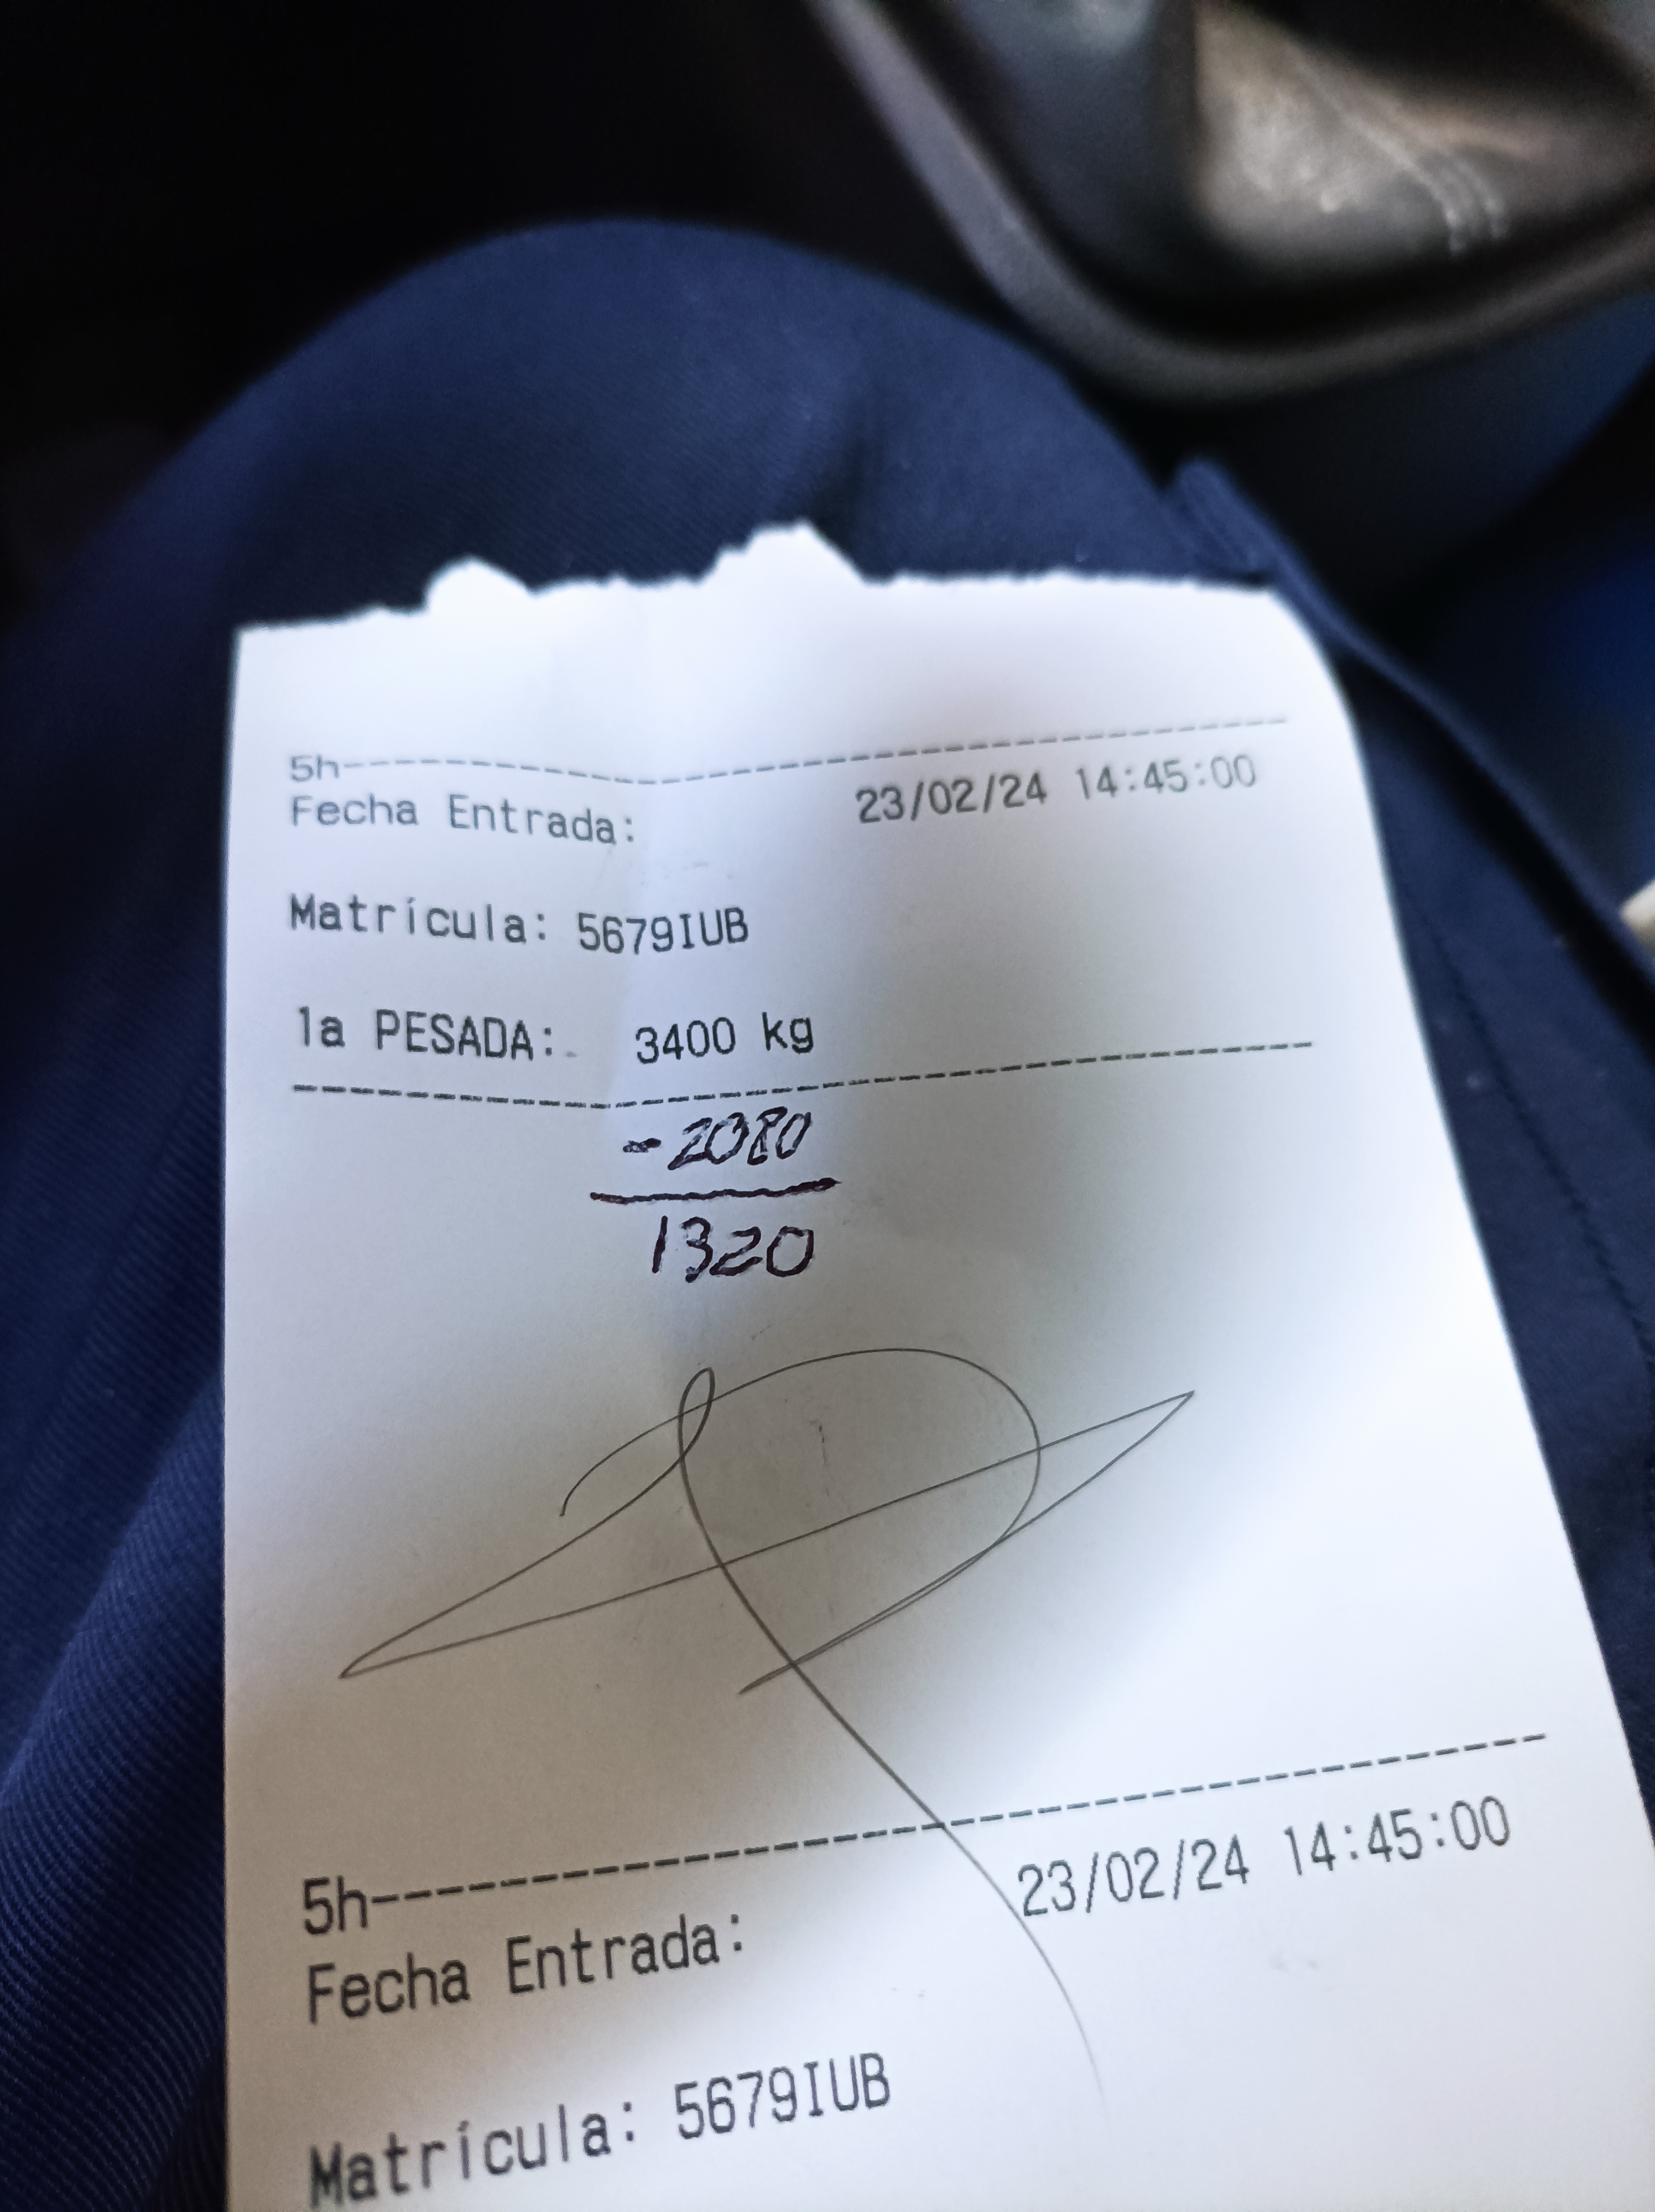 5h------------------------------------------------
Fecha Entrada: 23/02/24 14:45:00
Matrícula: 5679IUB
1a PESADA: 3400 kg
--------------------------------------------------
-2080
1320
--------------------------------------------------
5h------------------------------------------------
Fecha Entrada: 23/02/24 14:45:00
Matrícula: 5679IUB